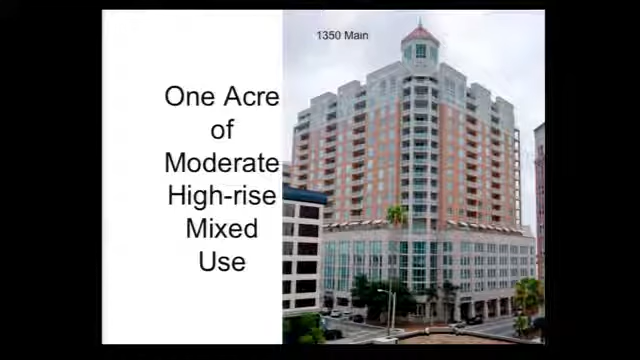 1350 Main
One Acre
of
Moderate
High-rise
Mixed
Use